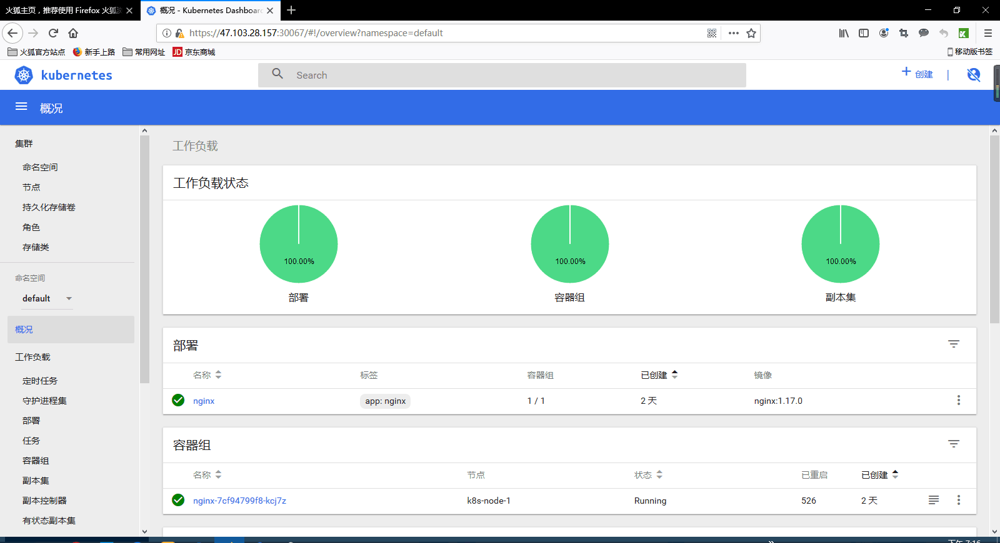 火狐主页，推荐使用 Firefox 火狐
概况 - Kubernetes Dashboard
https://47.103.28.157:30067/#!/overview?namespace=default
火狐官方站点 新手上路 常用网址 JD 京东商城 移动版书签
kubernetes Search 创建
概况
集群
命名空间
节点
持久化存储卷
角色
存储类
命名空间
default
概况
工作负载
定时任务
守护进程集
部署
任务
容器组
副本集
副本控制器
有状态副本集
工作负载
工作负载状态
100.00% 100.00% 100.00%
部署 容器组 副本集
部署
名称 标签 容器组 已创建 镜像
nginx app: nginx 1 / 1 2 天 nginx:1.17.0
容器组
名称 节点 状态 已重启 已创建
nginx-7cf94799f8-kcj7z k8s-node-1 Running 526 2 天